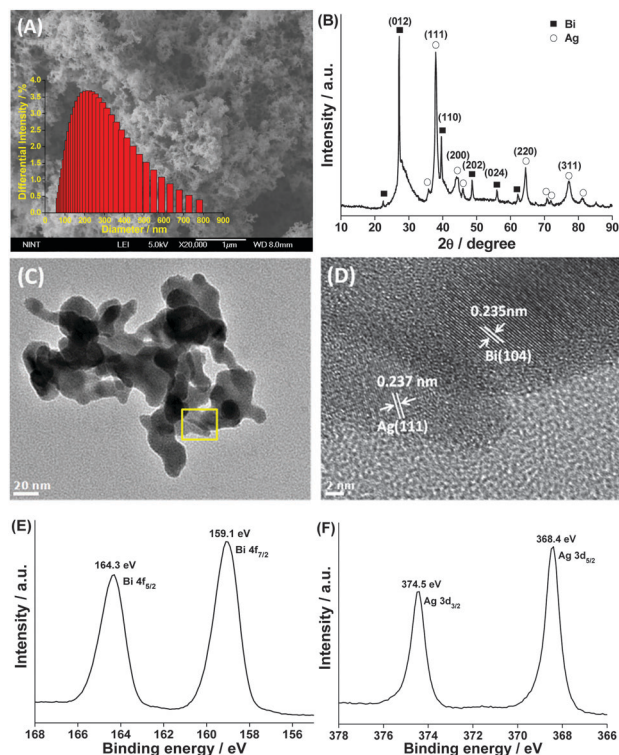 (A)
Differential intensity / %
4.0
3.5
3.0
2.5
2.0
1.5
1.0
0.5
0.0
0 100 200 300 400 500 600 700 800 900
Diameter / nm
NINT LEI 5.0kV X20,000 1μm WD 8.0mm
(B)
Intensity / a.u.
■ Bi
○ Ag
(012)
(111)
(110)
(200)
(202)
(024)
(220)
(311)
10 20 30 40 50 60 70 80 90
2θ / degree
(C)
20 nm
(D)
0.235nm
Bi(104)
0.237 nm
Ag(111)
2 nm
(E)
Intensity / a.u.
164.3 eV
Bi 4f5/2
159.1 eV
Bi 4f7/2
168 166 164 162 160 158 156
Binding energy / eV
(F)
Intensity / a.u.
374.5 eV
Ag 3d3/2
368.4 eV
Ag 3d5/2
378 376 374 372 370 368 366
Binding energy / eV